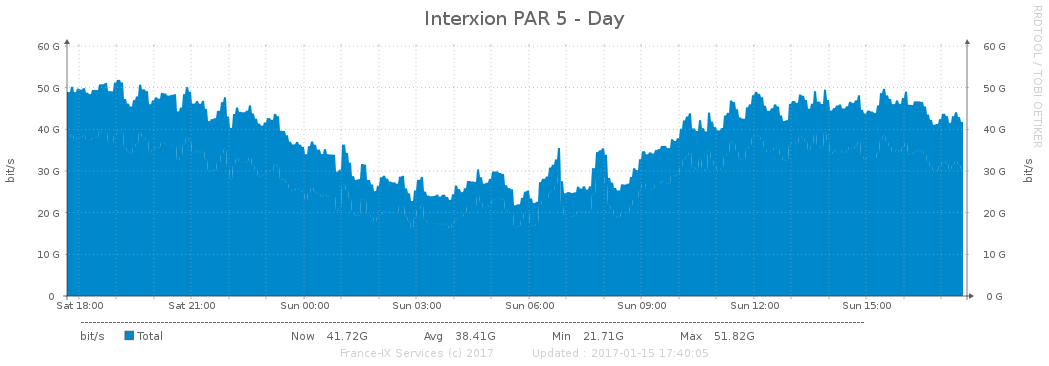 Interxion PAR 5 - Day
RRDTOOL / TOBI OETIKER
60 G 60 G
50 G 50 G
40 G 40 G
30 G 30 G
20 G 20 G
10 G 10 G
0 0 G
bit/s bit/s
Sat 18:00 Sat 21:00 Sun 00:00 Sun 03:00 Sun 06:00 Sun 09:00 Sun 12:00 Sun 15:00
bit/s Total Now 41.72G Avg 38.41G Min 21.71G Max 51.82G
France-IX Services (c) 2017 Updated : 2017-01-15 17:40:05